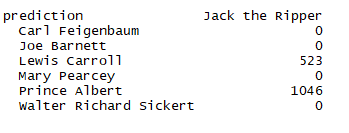 prediction Jack the Ripper
Carl Feigenbaum 0
Joe Barnett 0
Lewis Carroll 523
Mary Pearcey 0
Prince Albert 1046
Walter Richard Sickert 0